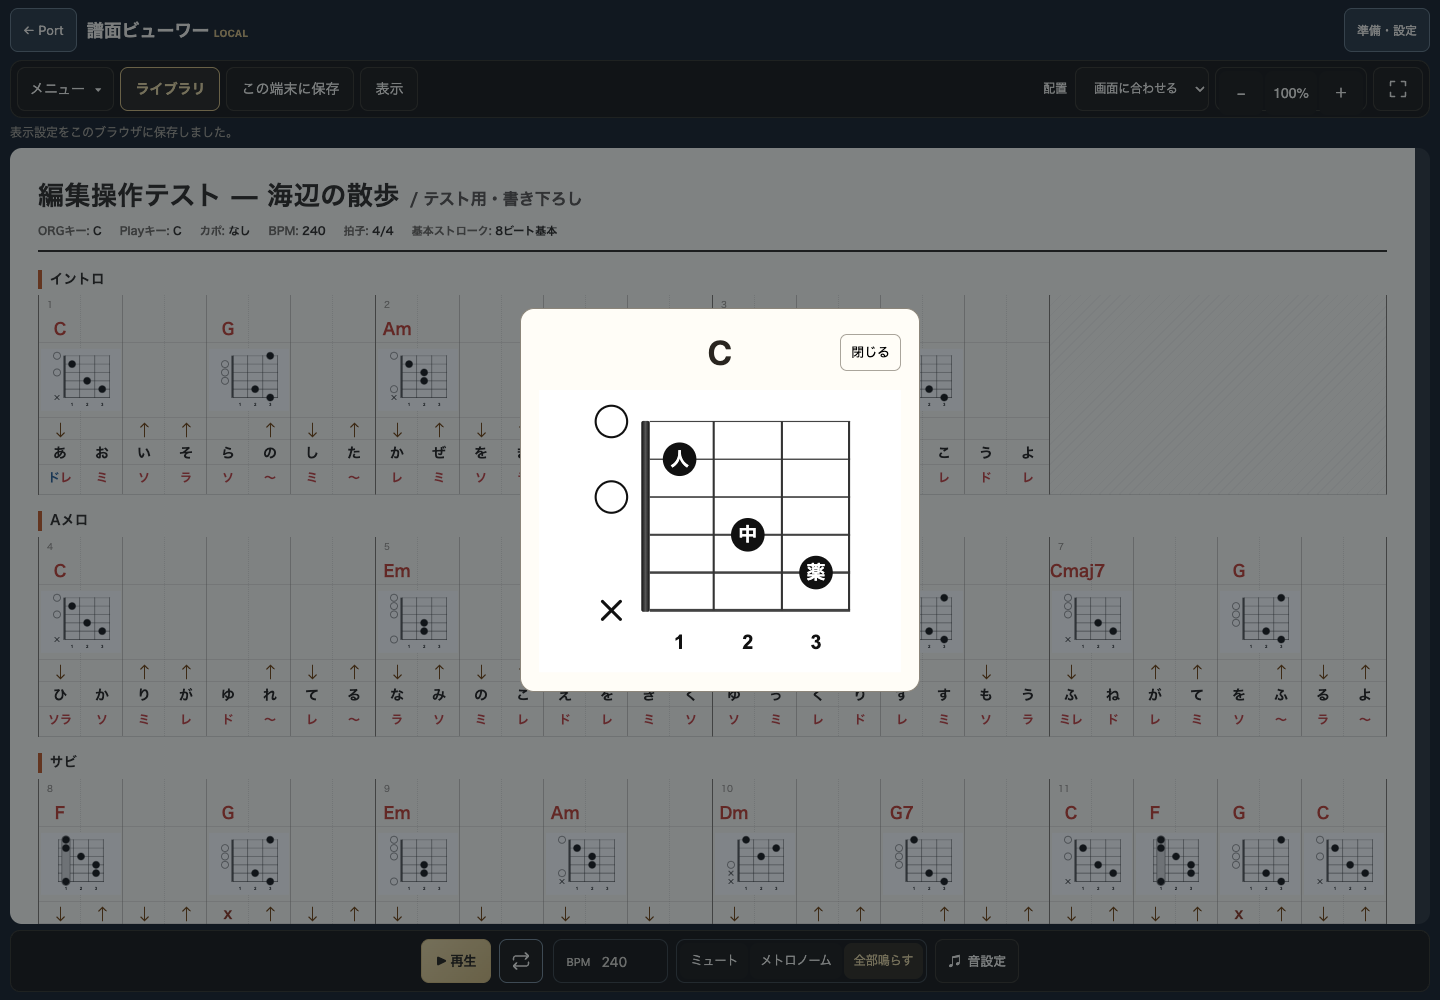 ← Port 譜面ビューワー LOCAL 準備・設定
メニュー ライブラリ この端末に保存 表示 配置 画面に合わせる − 100% +
表示設定をこのブラウザに保存しました。
編集操作テスト — 海辺の散歩 / テスト用・書き下ろし
ORGキー: C Playキー: C カポ: なし BPM: 240 拍子: 4/4 基本ストローク: 8ビート基本
イントロ
1 2 3
C G Am
↓ ↑ ↑ ↑ ↓ ↑ ↓ ↑ ↓
あ お い そ ら の し た か ぜ を こ う よ
ドレ ミ ソ ラ ソ 〜 ミ 〜 レ ミ ソ レ ド レ
C 閉じる
人
中
薬
×
1 2 3
Aメロ
4 5 7
C Em Cmaj7 G
↓ ↑ ↑ ↑ ↓ ↑ ↓ ↑ ↓ ↓ ↓ ↑ ↑ ↑ ↓ ↑
ひ か り が ゆ れ て る な み の こ え を き く ゆ っ く り す す も う ふ ね が て を ふ る よ
ソラ ソ ミ レ ド 〜 レ 〜 ラ ソ ミ レ ド レ ミ ソ ソ ミ レ ド レ ミ ソ ラ ミレ ド レ ミ ソ 〜 ラ 〜
サビ
8 9 10 11
F G Em Am Dm G7 C F G C
↓ ↑ ↓ ↑ x ↑ ↓ ↑ ↓ ↓ ↓ ↓ ↓ ↑ ↑ ↑ ↓ ↑ ↓ ↑ ↓ ↑ x ↑ ↓ ↑
再生 BPM 240 ミュート メトロノーム 全部鳴らす 音設定